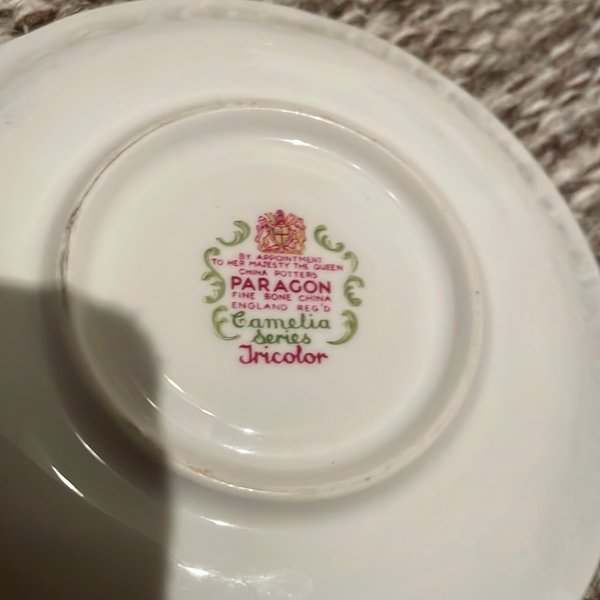 BY APPOINTMENT
TO HER MAJESTY THE QUEEN
CHINA POTTERS
PARAGON
FINE BONE CHINA
ENGLAND REG'D
Camelia
Series
Tricolor